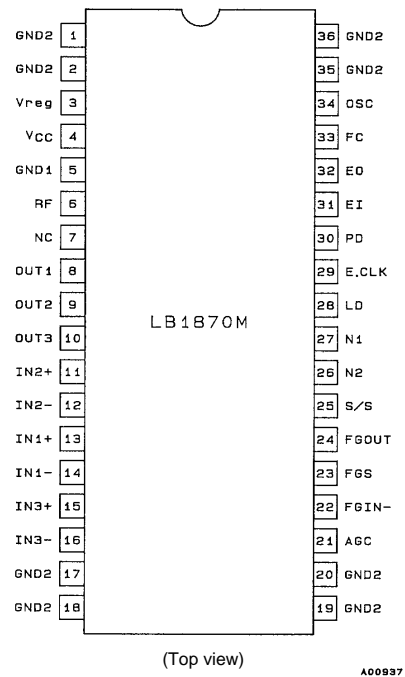 GND2 1 36 GND2
GND2 2 35 GND2
Vreg 3 34 OSC
VCC 4 33 FC
GND1 5 32 EO
RF 6 31 EI
NC 7 30 PD
OUT1 8 29 E.CLK
OUT2 9 28 LD
LB1870M
OUT3 10 27 N1
IN2+ 11 26 N2
IN2- 12 25 S/S
IN1+ 13 24 FGOUT
IN1- 14 23 FGS
IN3+ 15 22 FGIN-
IN3- 16 21 AGC
GND2 17 20 GND2
GND2 18 19 GND2
(Top view)
A00937